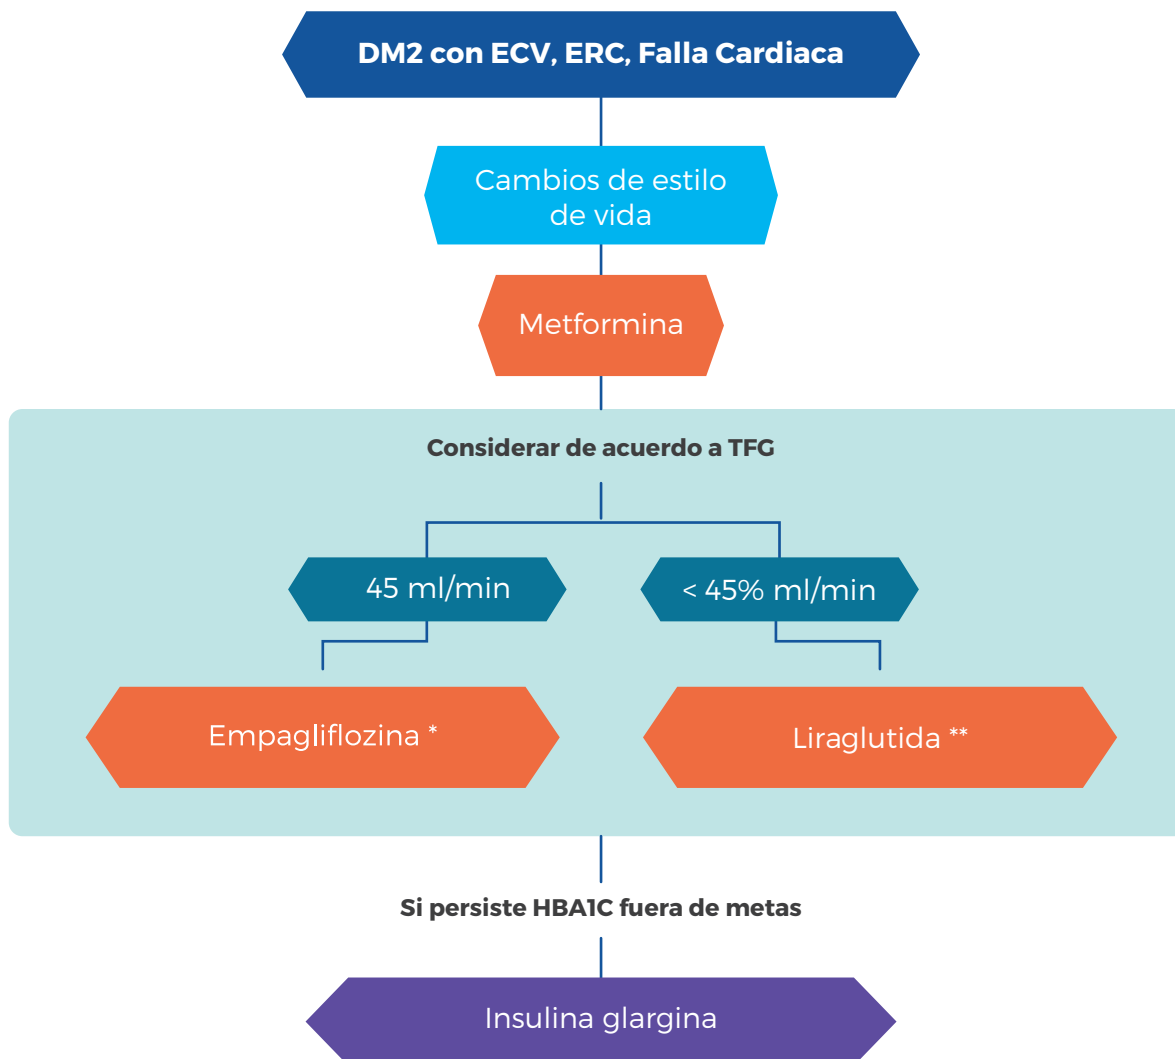 DM2 con ECV, ERC, Falla Cardiaca
Cambios de estilo
de vida
Metformina
Considerar de acuerdo a TFG
45 ml/min
< 45% ml/min
Empagliflozina *
Liraglutida **
Si persiste HBA1C fuera de metas
Insulina glargina